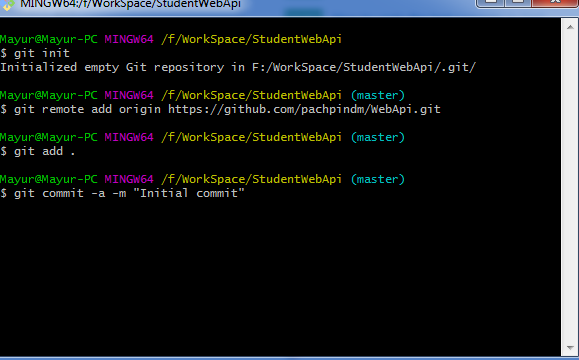 MINGW64:/f/WorkSpace/StudentWebApi
Mayur@Mayur-PC MINGW64 /f/WorkSpace/StudentWebApi
$ git init
Initialized empty Git repository in F:/WorkSpace/StudentWebApi/.git/
Mayur@Mayur-PC MINGW64 /f/WorkSpace/StudentWebApi (master)
$ git remote add origin https://github.com/pachpindm/WebApi.git
Mayur@Mayur-PC MINGW64 /f/WorkSpace/StudentWebApi (master)
$ git add .
Mayur@Mayur-PC MINGW64 /f/WorkSpace/StudentWebApi (master)
$ git commit -a -m "Initial commit"